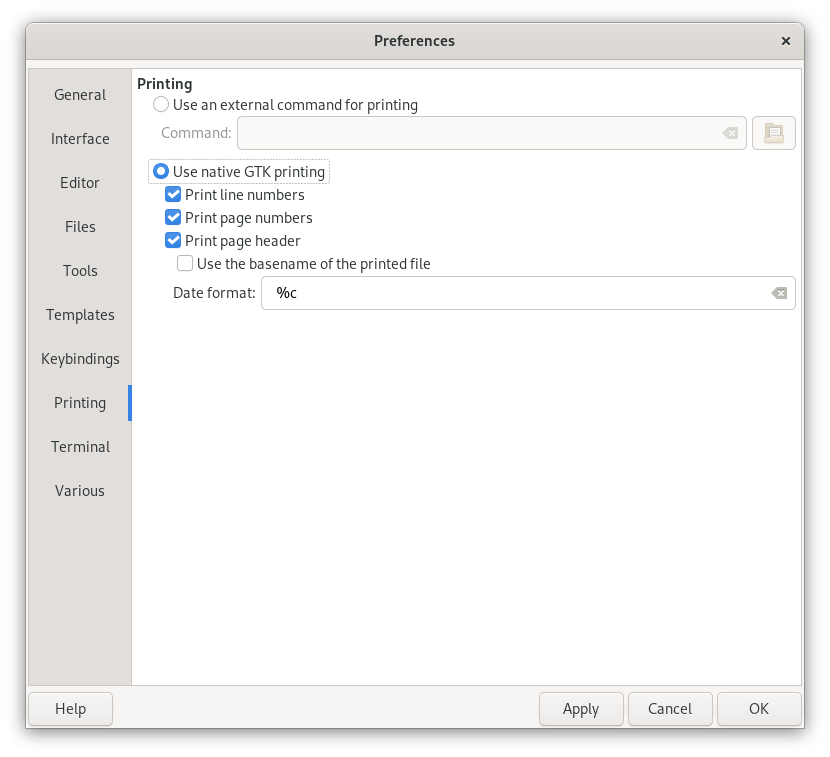 Preferences
General
Interface
Editor
Files
Tools
Templates
Keybindings
Printing
Terminal
Various
Printing
Use an external command for printing
Command:
Use native GTK printing
Print line numbers
Print page numbers
Print page header
Use the basename of the printed file
Date format: %c
Help Apply Cancel OK